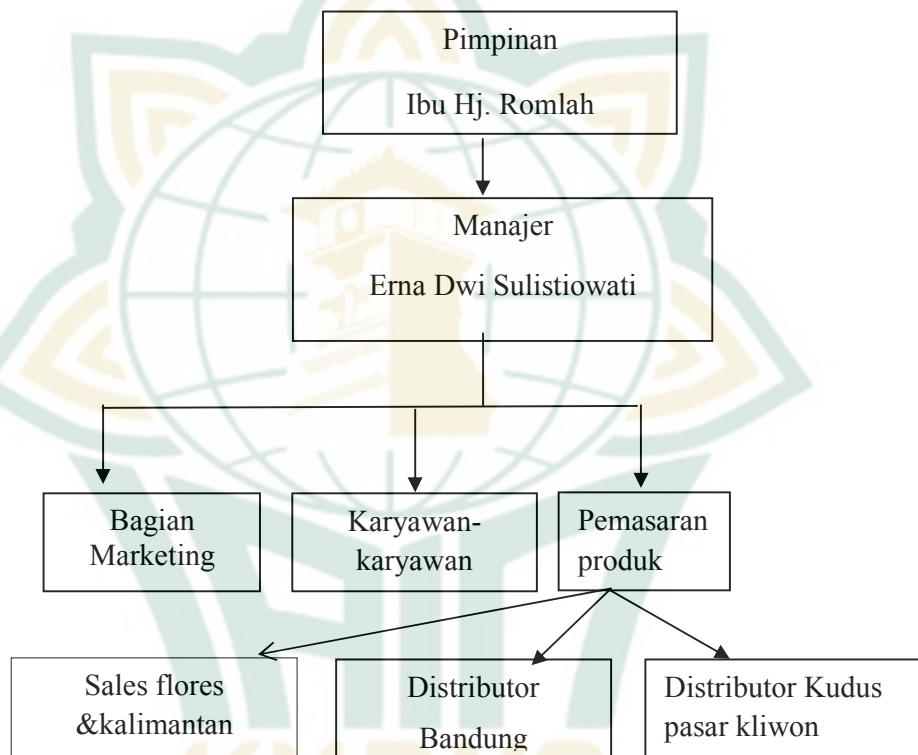 Pimpinan
Ibu Hj. Romlah
Manajer
Erna Dwi Sulistiowati
Bagian
Marketing
Karyawan-
karyawan
Pemasaran
produk
Sales flores
&kalimantan
Distributor
Bandung
Distributor Kudus
pasar kliwon